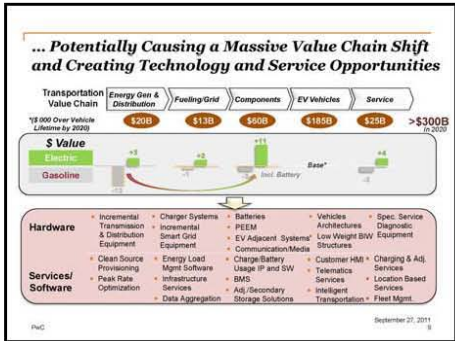 ... Potentially Causing a Massive Value Chain Shift
and Creating Technology and Service Opportunities
Transportation
Value Chain
Energy Gen &
Distribution
Fueling/Grid
Components
EV Vehicles
Service
*($ 000 Over Vehicle
Lifetime by 2020)
$20B
$13B
$60B
$185B
$25B
>$300B
in 2020
$ Value
Electric
Gasoline
+3
+2
-1
+11
Incl. Battery
Base*
+4
Hardware
• Incremental
Transmission
& Distribution
Equipment
• Charger Systems
• Incremental
Smart Grid
Equipment
• Batteries
• PEEM
• EV Adjacent Systems*
• Communication/Media
• Vehicles
Architectures
• Low Weight BIW
Structures
• Spec. Service
Diagnostic
Equipment
Services/
Software
• Clean Source
Provisioning
• Peak Rate
Optimization
• Energy Load
Mgmt Software
• Infrastructure
Services
• Data Aggregation
• Charge/Battery
Usage IP and SW
• BMS
• Adj./Secondary
Storage Solutions
• Customer HMI
• Telematics
Services
• Intelligent
Transportation
• Charging & Adj.
Services
• Location Based
Services
• Fleet Mgmt.
PwC
September 27, 2011